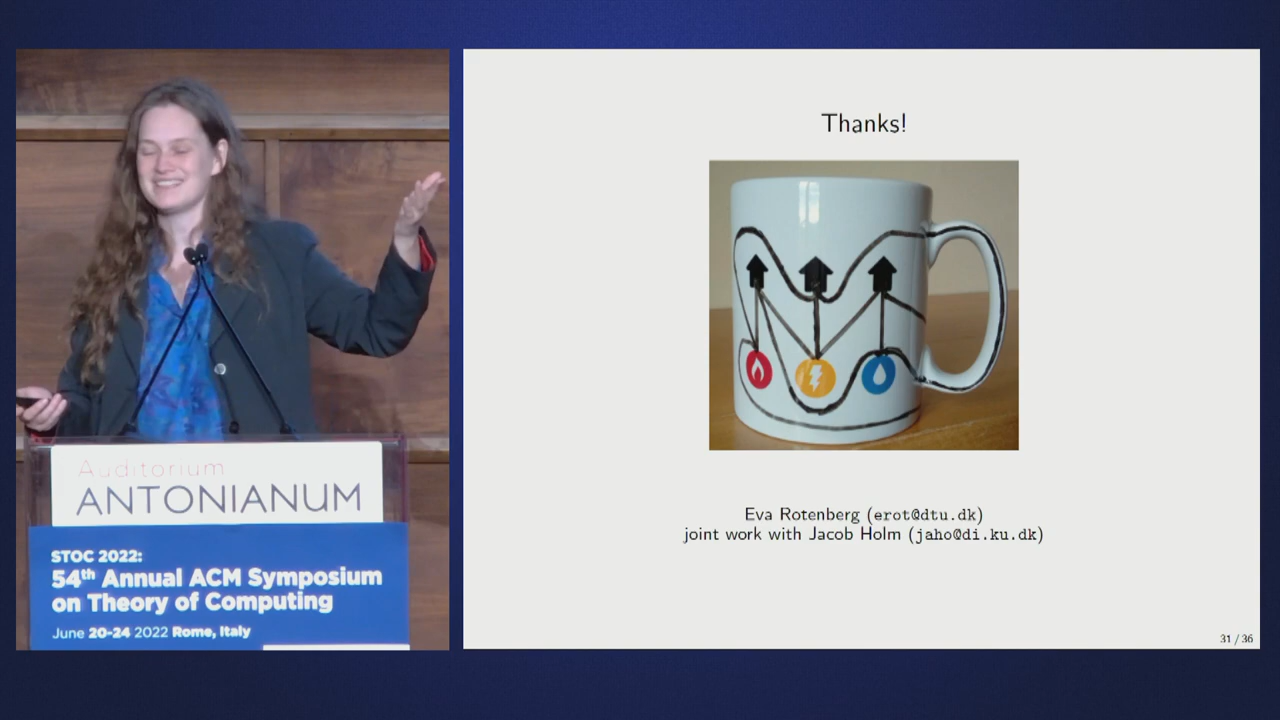 Auditorium
ANTONIANUM
STOC 2022:
54th Annual ACM Symposium
on Theory of Computing
June 20-24 2022 Rome, Italy
Thanks!
Eva Rotenberg (erot@dtu.dk)
joint work with Jacob Holm (jaho@di.ku.dk)
31 / 36